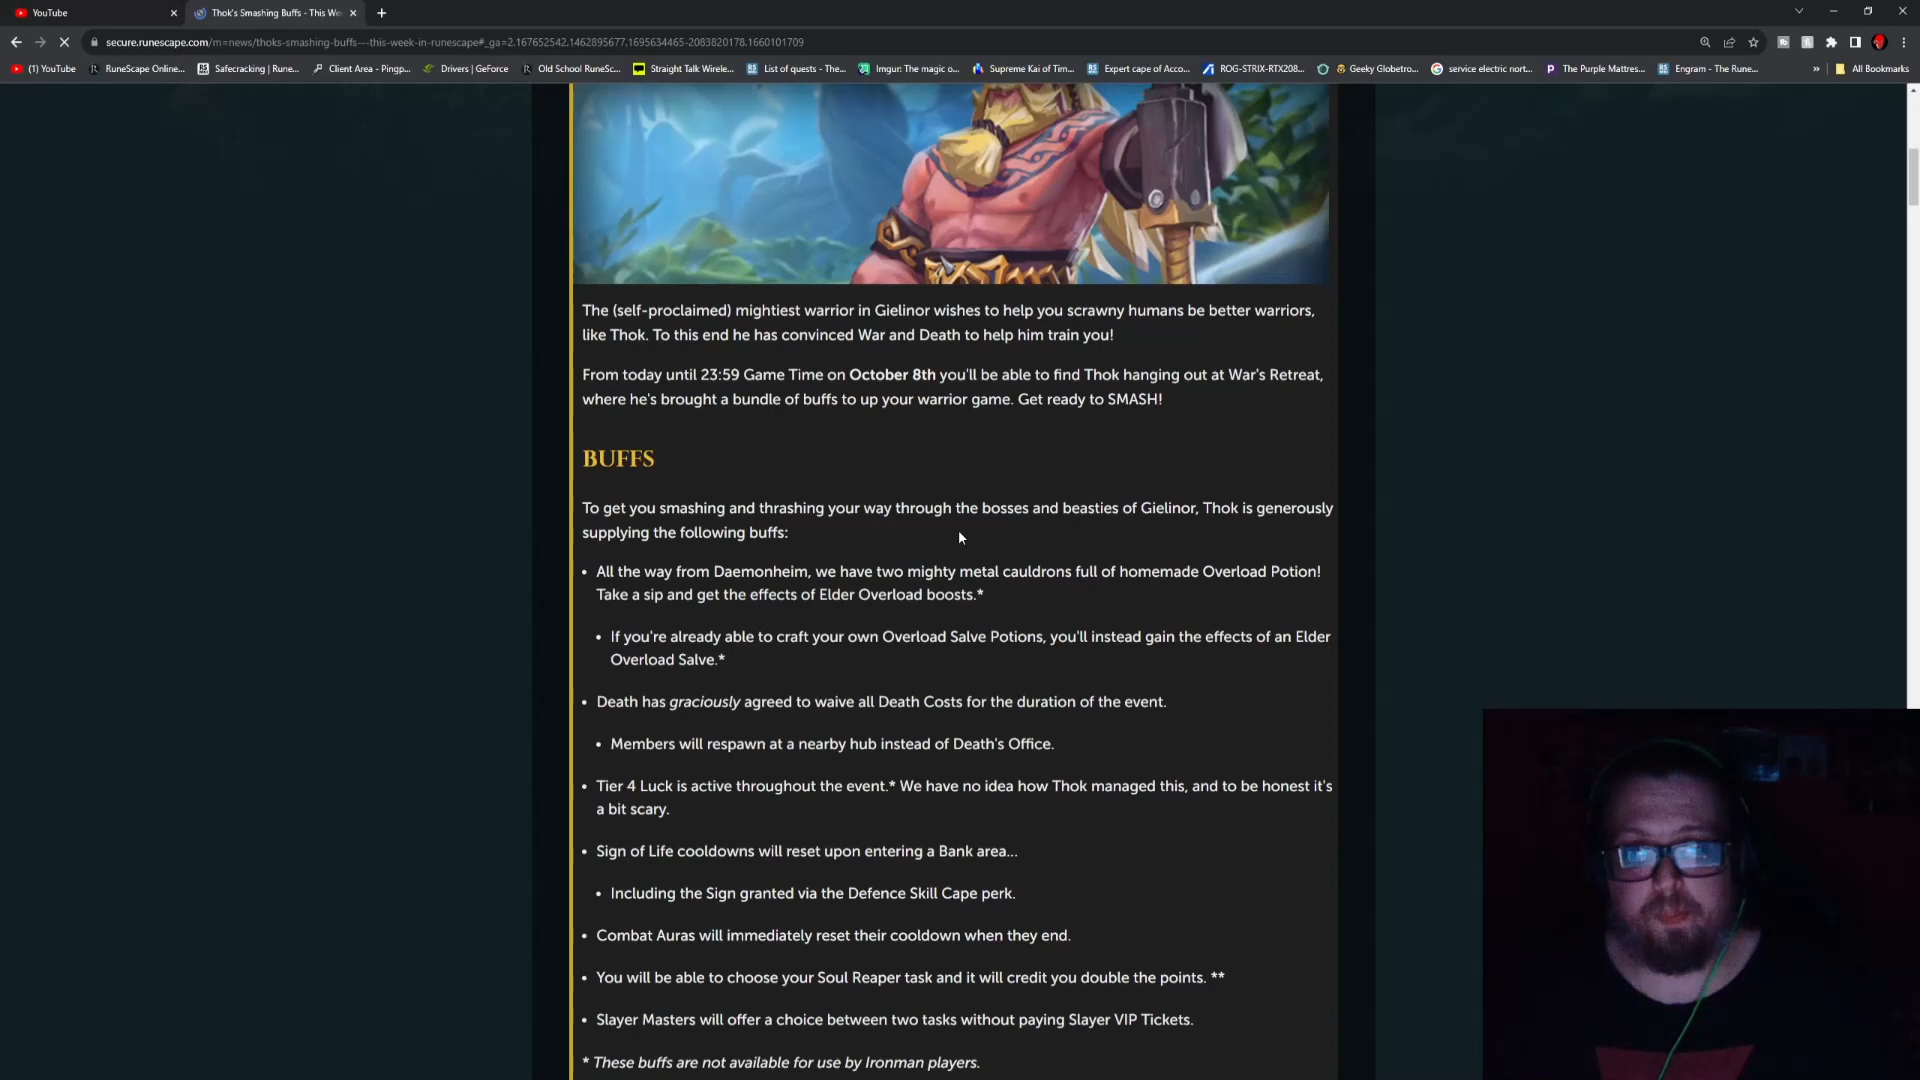 YouTube
Thok's Smashing Buffs - This We
secure.runescape.com/m=news/thoks-smashing-buffs---this-week-in-runescape#_ga=2.167652542.1462895677.1695634465-2083820178.1660101709
(1) YouTube
RuneScape Online...
Safecracking | Rune...
Client Area - Pingp...
Drivers | GeForce
Old School RuneSc...
Straight Talk Wirele...
List of quests - The...
Imgur: The magic o...
Supreme Kai of Tim...
Expert cape of Acco...
ROG-STRIX-RTX208...
Geeky Globetro...
service electric nort...
The Purple Mattres...
Engram - The Rune...
»
All Bookmarks
The (self-proclaimed) mightiest warrior in Gielinor wishes to help you scrawny humans be better warriors,
like Thok. To this end he has convinced War and Death to help him train you!
From today until 23:59 Game Time on October 8th you'll be able to find Thok hanging out at War's Retreat,
where he's brought a bundle of buffs to up your warrior game. Get ready to SMASH!
BUFFS
To get you smashing and thrashing your way through the bosses and beasties of Gielinor, Thok is generously
supplying the following buffs:
• All the way from Daemonheim, we have two mighty metal cauldrons full of homemade Overload Potion!
Take a sip and get the effects of Elder Overload boosts.*
• If you're already able to craft your own Overload Salve Potions, you'll instead gain the effects of an Elder
Overload Salve.*
• Death has graciously agreed to waive all Death Costs for the duration of the event.
• Members will respawn at a nearby hub instead of Death's Office.
• Tier 4 Luck is active throughout the event.* We have no idea how Thok managed this, and to be honest it's
a bit scary.
• Sign of Life cooldowns will reset upon entering a Bank area...
• Including the Sign granted via the Defence Skill Cape perk.
• Combat Auras will immediately reset their cooldown when they end.
• You will be able to choose your Soul Reaper task and it will credit you double the points. **
• Slayer Masters will offer a choice between two tasks without paying Slayer VIP Tickets.
* These buffs are not available for use by Ironman players.